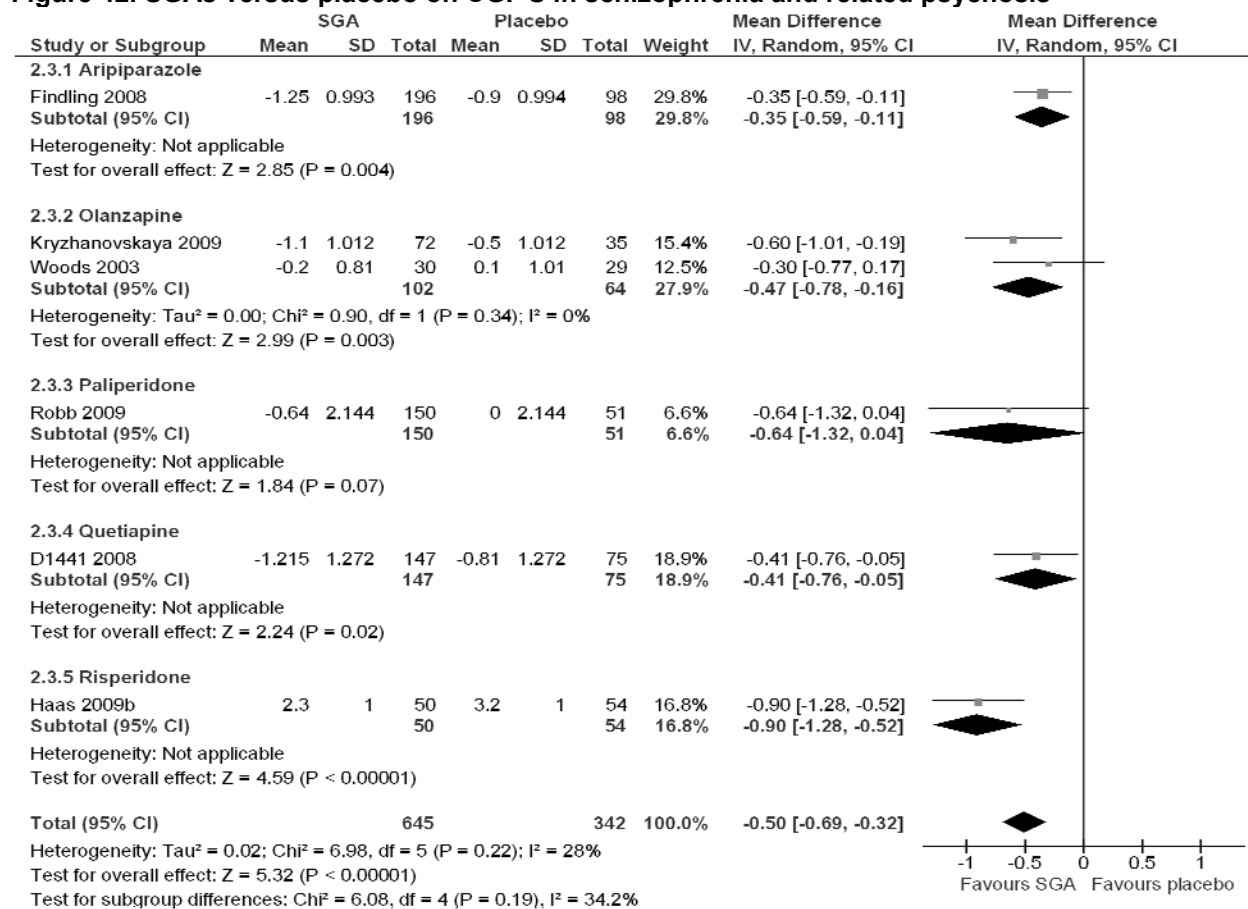 SGAs versus placebo on in schizophrenia and related psychosis
SGA Placebo Mean Difference Mean Difference
Study or Subgroup Mean SD Total Mean SD Total Weight IV, Random, 95% CI IV, Random, 95% CI
2.3.1 Aripiparazole
Findling 2008 -1.25 0.993 196 -0.9 0.994 98 29.8% -0.35 [-0.59, -0.11]
Subtotal (95% CI) 196 98 29.8% -0.35 [-0.59, -0.11]
Heterogeneity: Not applicable
Test for overall effect: Z = 2.85 (P = 0.004)
2.3.2 Olanzapine
Kryzhanovskaya 2009 -1.1 1.012 72 -0.5 1.012 35 15.4% -0.60 [-1.01, -0.19]
Woods 2003 -0.2 0.81 30 0.1 1.01 29 12.5% -0.30 [-0.77, 0.17]
Subtotal (95% CI) 102 64 27.9% -0.47 [-0.78, -0.16]
Heterogeneity: Tau² = 0.00; Chi² = 0.90, df = 1 (P = 0.34); I² = 0%
Test for overall effect: Z = 2.99 (P = 0.003)
2.3.3 Paliperidone
Robb 2009 -0.64 2.144 150 0 2.144 51 6.6% -0.64 [-1.32, 0.04]
Subtotal (95% CI) 150 51 6.6% -0.64 [-1.32, 0.04]
Heterogeneity: Not applicable
Test for overall effect: Z = 1.84 (P = 0.07)
2.3.4 Quetiapine
D1441 2008 -1.215 1.272 147 -0.81 1.272 75 18.9% -0.41 [-0.76, -0.05]
Subtotal (95% CI) 147 75 18.9% -0.41 [-0.76, -0.05]
Heterogeneity: Not applicable
Test for overall effect: Z = 2.24 (P = 0.02)
2.3.5 Risperidone
Haas 2009b 2.3 1 50 3.2 1 54 16.8% -0.90 [-1.28, -0.52]
Subtotal (95% CI) 50 54 16.8% -0.90 [-1.28, -0.52]
Heterogeneity: Not applicable
Test for overall effect: Z = 4.59 (P < 0.00001)
Total (95% CI) 645 342 100.0% -0.50 [-0.69, -0.32]
Heterogeneity: Tau² = 0.02; Chi² = 6.98, df = 5 (P = 0.22); I² = 28%
Test for overall effect: Z = 5.32 (P < 0.00001)
Test for subgroup differences: Chi² = 6.08, df = 4 (P = 0.19), I² = 34.2%
-1 -0.5 0 0.5 1
Favours SGA Favours placebo